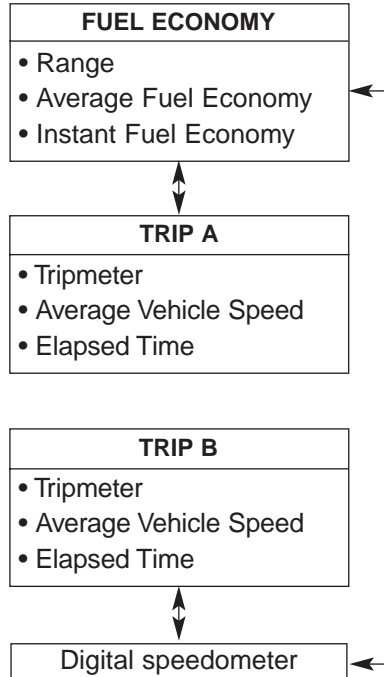 FUEL ECONOMY
• Range
• Average Fuel Economy
• Instant Fuel Economy
TRIP A
• Tripmeter
• Average Vehicle Speed
• Elapsed Time
TRIP B
• Tripmeter
• Average Vehicle Speed
• Elapsed Time
Digital speedometer